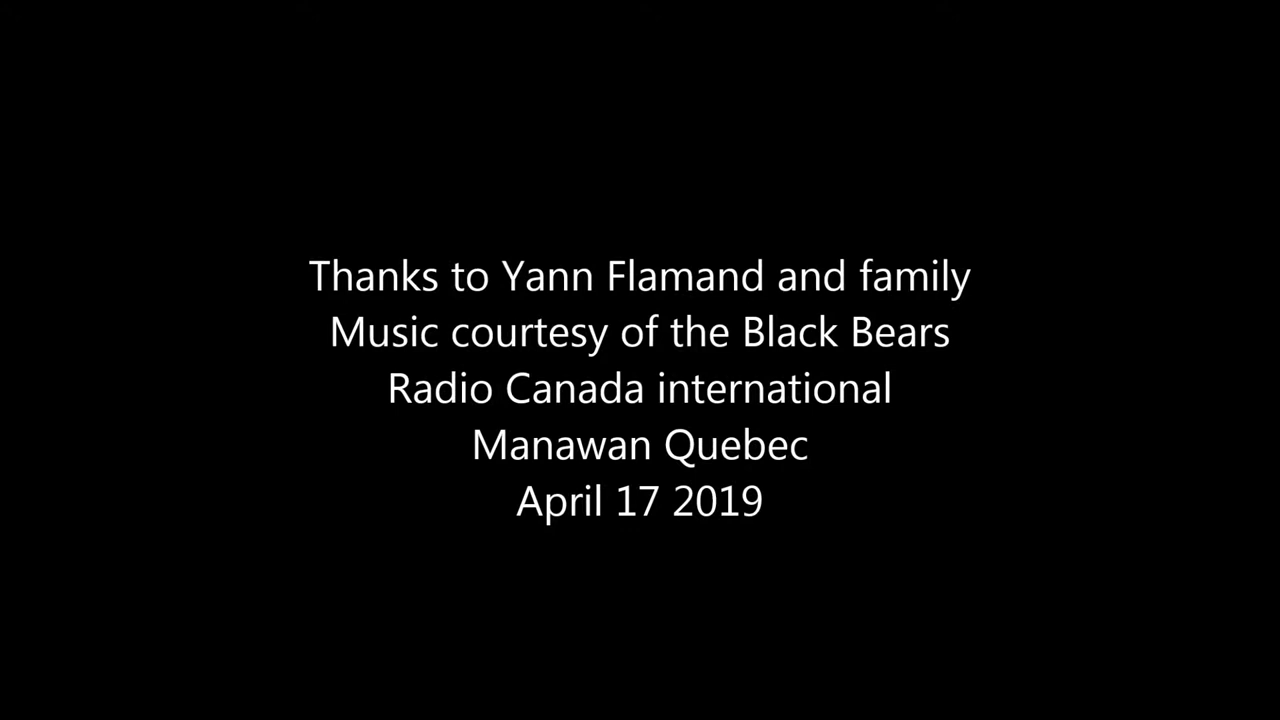 Thanks to Yann Flamand and family
Music courtesy of the Black Bears
Radio Canada international
Manawan Quebec
April 17 2019